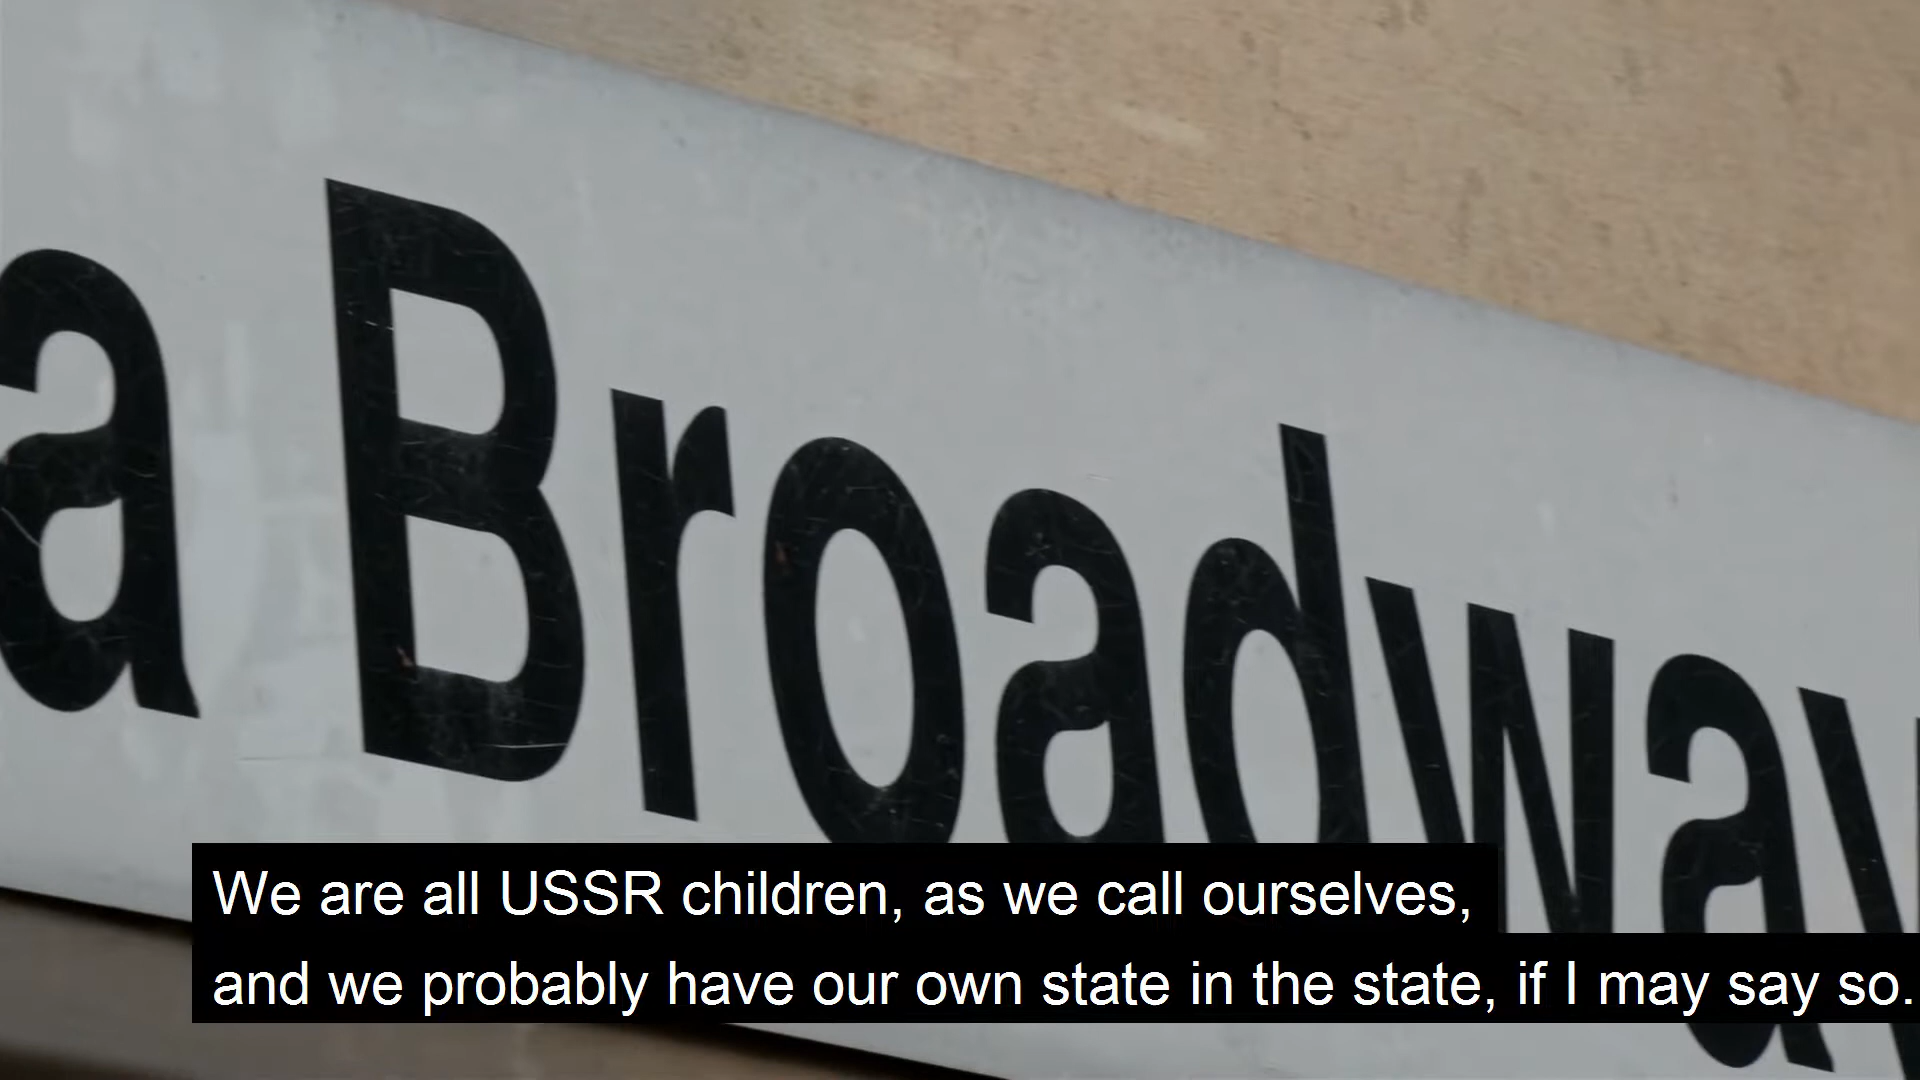 a Broadway
We are all USSR children, as we call ourselves,
and we probably have our own state in the state, if I may say so.